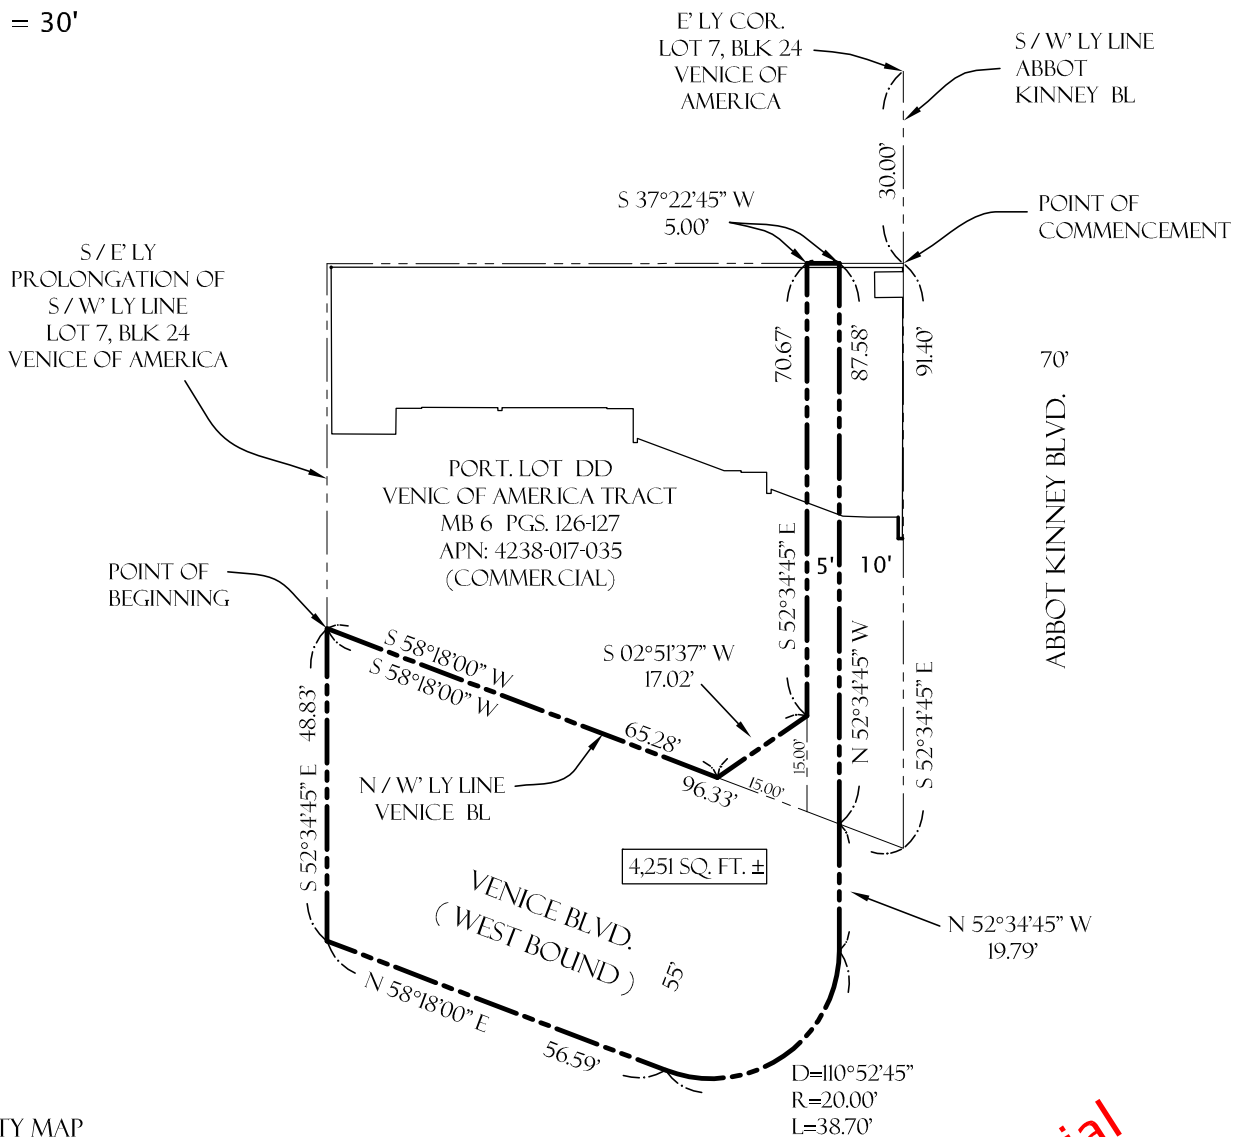 = 30'
E'LY COR.
LOT 7, BLK 24
VENICE OF
AMERICA
S / W' LY LINE
ABBOT
KINNEY BL
30.00'
S 37°22'45" W
5.00'
POINT OF
COMMENCEMENT
S / E' LY
PROLONGATION OF
S / W' LY LINE
LOT 7, BLK 24
VENICE OF AMERICA
70.67'
87.58'
91.40'
70'
ABBOT KINNEY BLVD.
PORT. LOT DD
VENIC OF AMERICA TRACT
MB 6 PGS. 126-127
APN: 4238-017-035
(COMMERCIAL)
S 52°34'45" E
5'
10'
POINT OF
BEGINNING
S 58°18'00" W
S 58°18'00" W
S 02°51'37" W
17.02'
N 52°34'45" W
S 52°34'45" E
48.83'
S 52°34'45" E
65.28'
96.33'
15.00'
15.00'
N / W' LY LINE
VENICE BL
4,251 SQ. FT. ±
VENICE BLVD.
( WEST BOUND )
55'
N 52°34'45" W
19.79'
N 58°18'00" E
56.59'
D=110°52'45"
R=20.00'
L=38.70'
TY MAP
ial